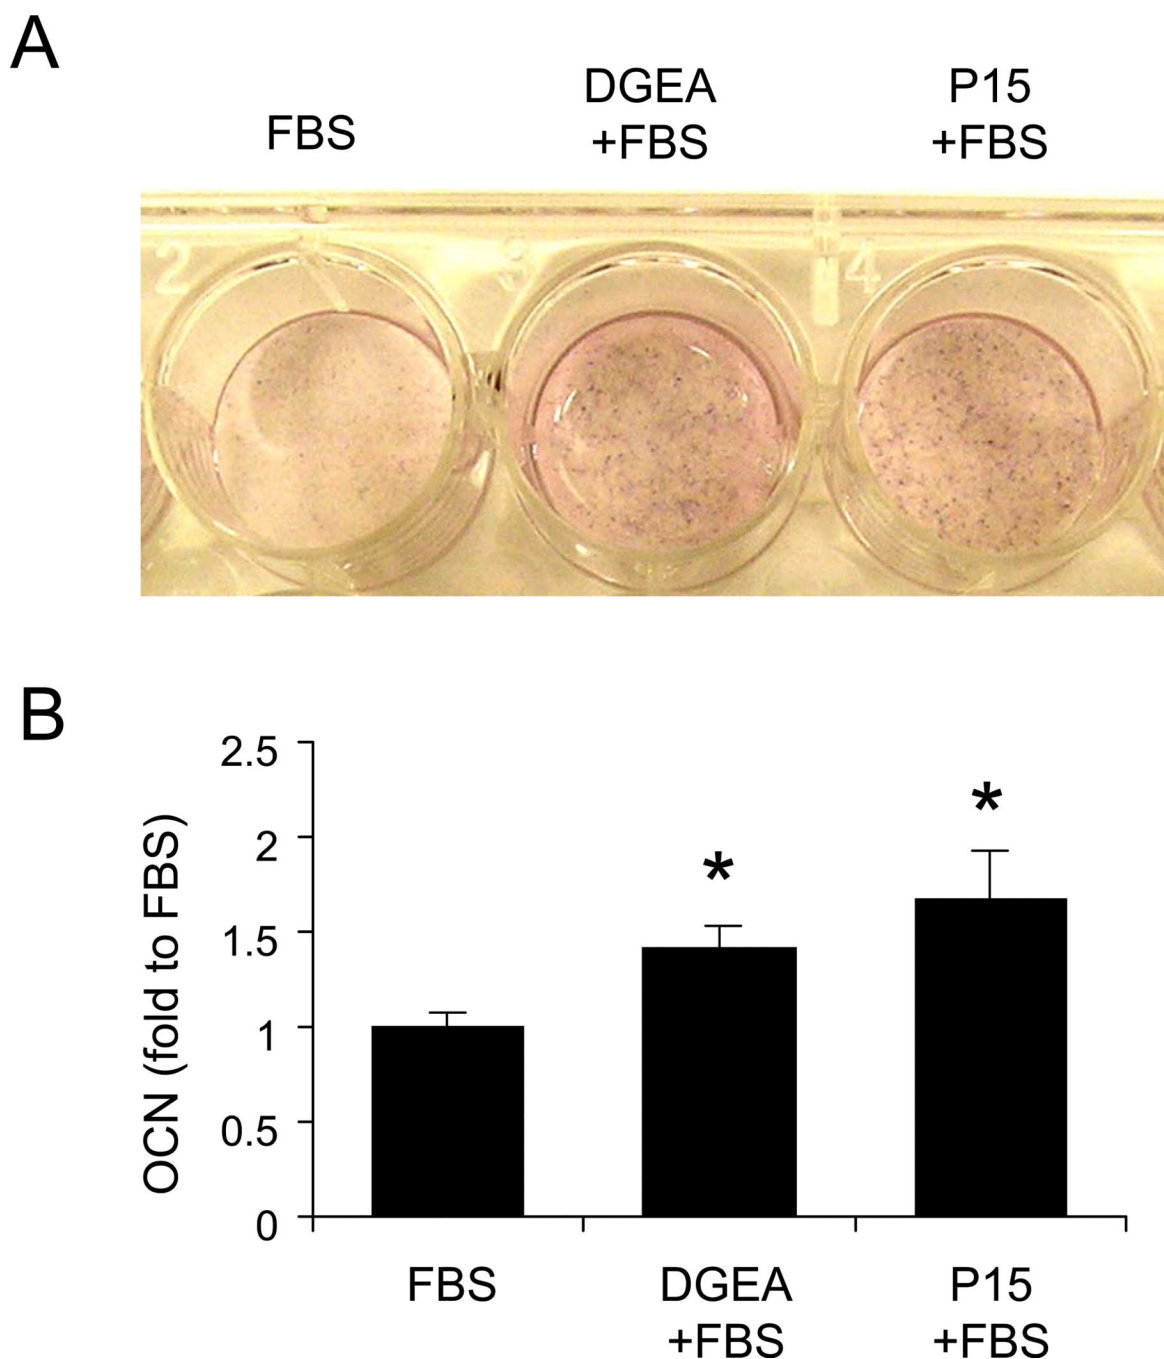 A
FBS
DGEA
+FBS
P15
+FBS
2
3
4
B
OCN (fold to FBS)
2.5
2
1.5
1
0.5
0
*
*
FBS
DGEA
+FBS
P15
+FBS